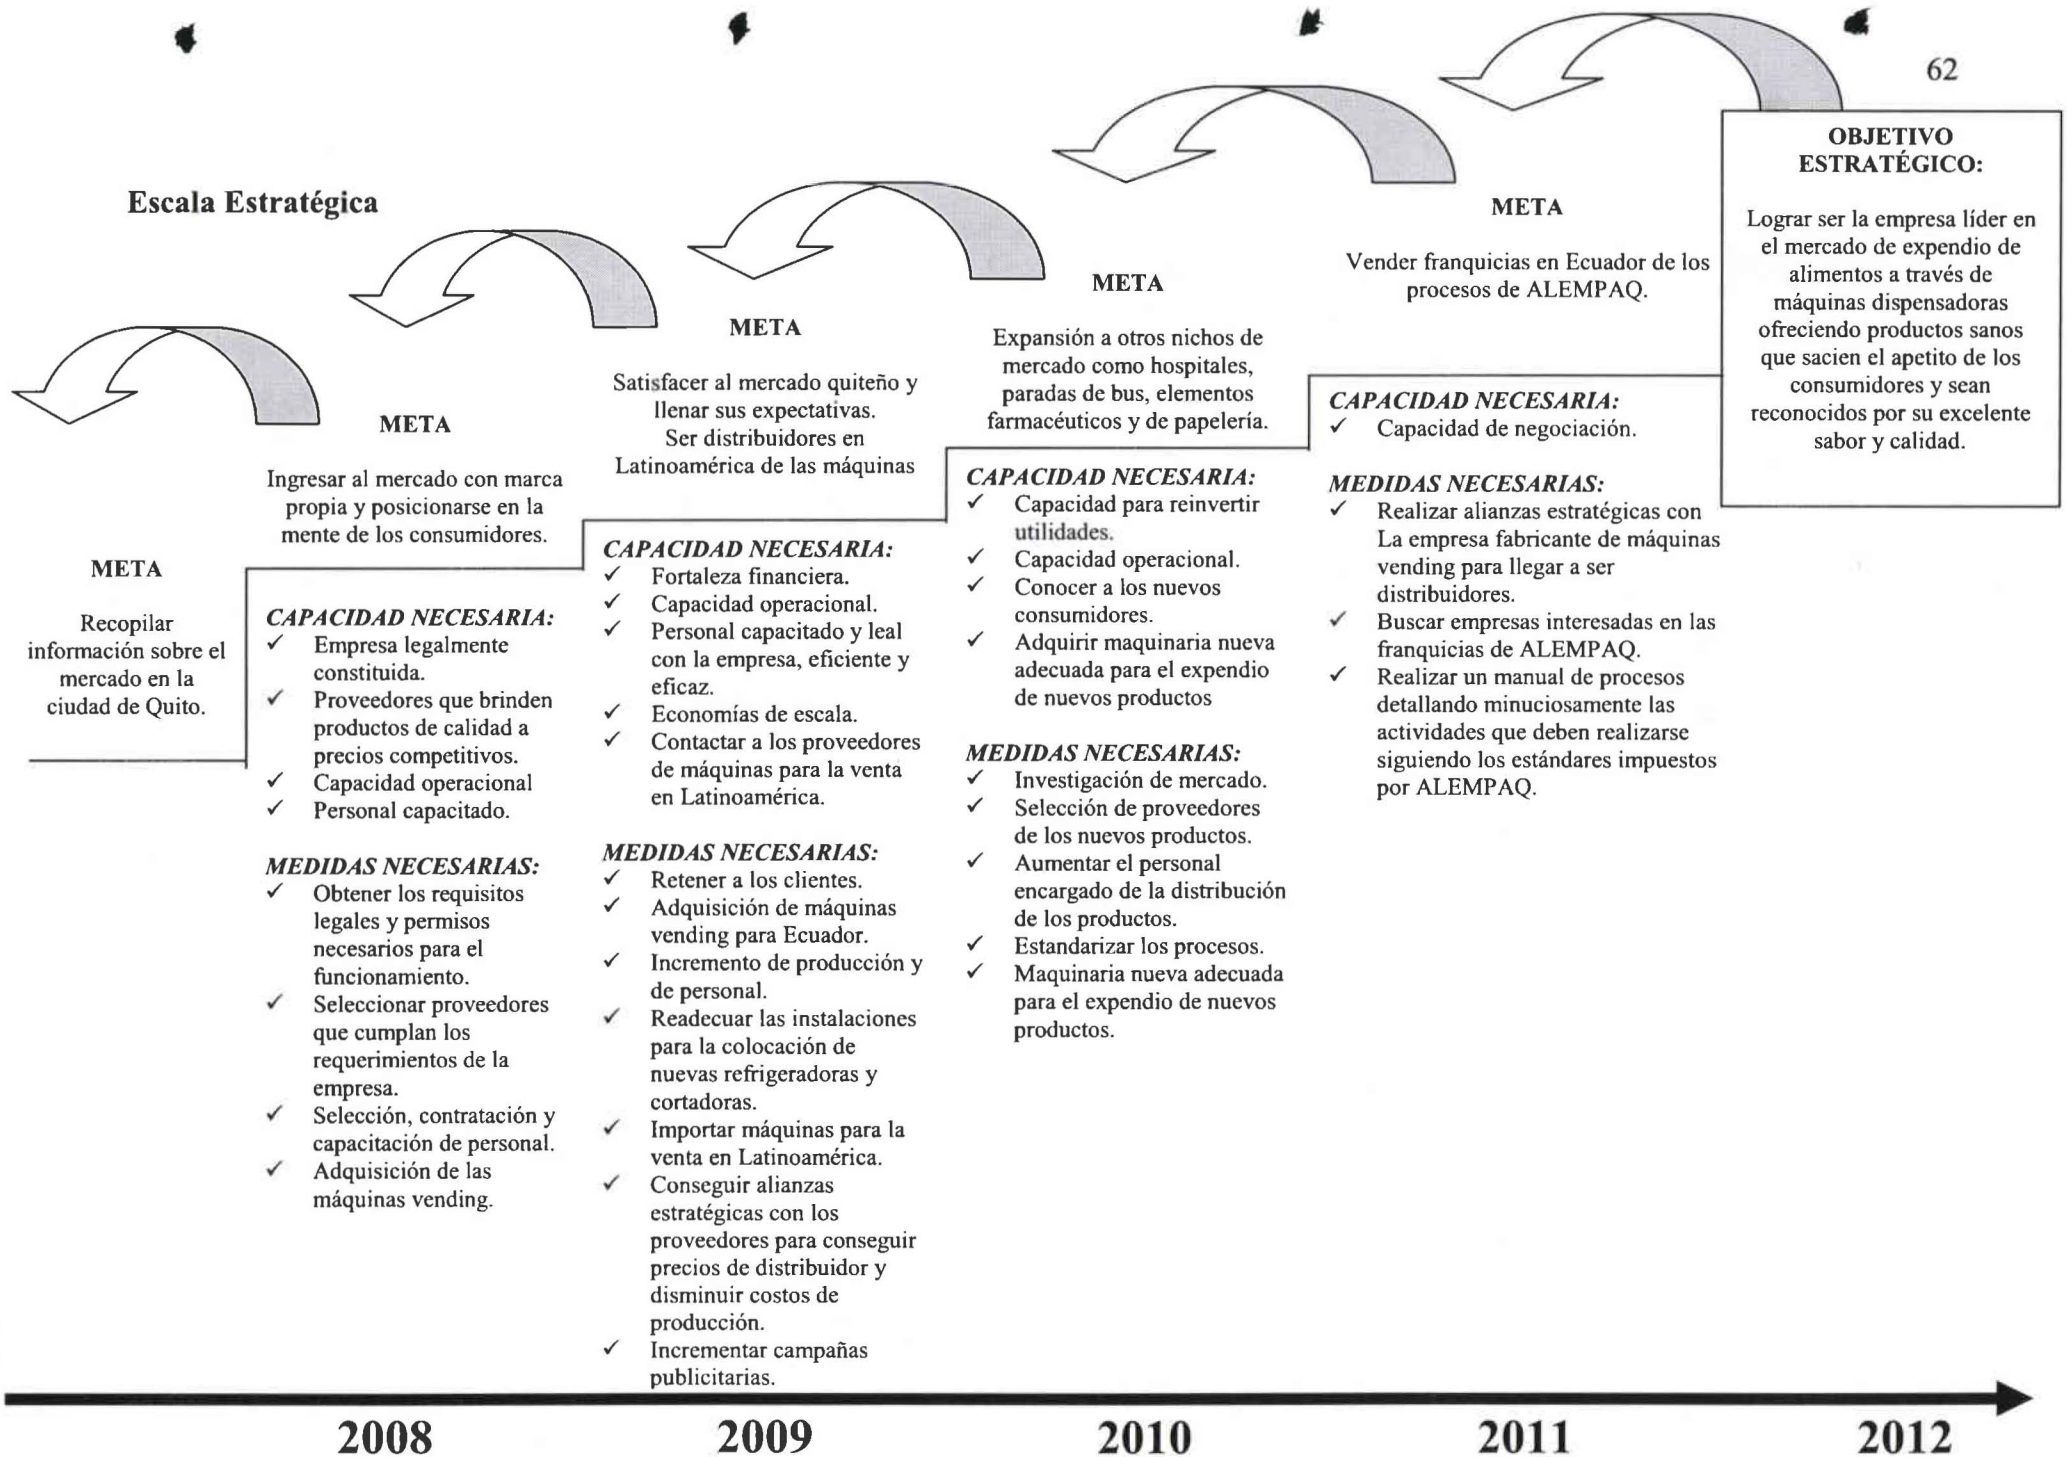 62
Escala Estratégica
META
Recopilar
información sobre el
mercado en la
ciudad de Quito.
META
Ingresar al mercado con marca
propia y posicionarse en la
mente de los consumidores.
CAPACIDAD NECESARIA:
✓ Empresa legalmente
constituida.
✓ Proveedores que brinden
productos de calidad a
precios competitivos.
✓ Capacidad operacional
✓ Personal capacitado.
MEDIDAS NECESARIAS:
✓ Obtener los requisitos
legales y permisos
necesarios para el
funcionamiento.
✓ Seleccionar proveedores
que cumplan los
requerimientos de la
empresa.
✓ Selección, contratación y
capacitación de personal.
✓ Adquisición de las
máquinas vending.
META
Satisfacer al mercado quiteño y
llenar sus expectativas.
Ser distribuidores en
Latinoamérica de las máquinas
CAPACIDAD NECESARIA:
✓ Fortaleza financiera.
✓ Capacidad operacional.
✓ Personal capacitado y leal
con la empresa, eficiente y
eficaz.
✓ Economías de escala.
✓ Contactar a los proveedores
de máquinas para la venta
en Latinoamérica.
MEDIDAS NECESARIAS:
✓ Retener a los clientes.
✓ Adquisición de máquinas
vending para Ecuador.
✓ Incremento de producción y
de personal.
✓ Readecuar las instalaciones
para la colocación de
nuevas refrigeradoras y
cortadoras.
✓ Importar máquinas para la
venta en Latinoamérica.
✓ Conseguir alianzas
estratégicas con los
proveedores para conseguir
precios de distribuidor y
disminuir costos de
producción.
✓ Incrementar campañas
publicitarias.
META
Expansión a otros nichos de
mercado como hospitales,
paradas de bus, elementos
farmacéuticos y de papelería.
CAPACIDAD NECESARIA:
✓ Capacidad para reinvertir
utilidades.
✓ Capacidad operacional.
✓ Conocer a los nuevos
consumidores.
✓ Adquirir maquinaria nueva
adecuada para el expendio
de nuevos productos
MEDIDAS NECESARIAS:
✓ Investigación de mercado.
✓ Selección de proveedores
de los nuevos productos.
✓ Aumentar el personal
encargado de la distribución
de los productos.
✓ Estandarizar los procesos.
✓ Maquinaria nueva adecuada
para el expendio de nuevos
productos.
META
Vender franquicias en Ecuador de los
procesos de ALEMPAQ.
CAPACIDAD NECESARIA:
✓ Capacidad de negociación.
MEDIDAS NECESARIAS:
✓ Realizar alianzas estratégicas con
La empresa fabricante de máquinas
vending para llegar a ser
distribuidores.
✓ Buscar empresas interesadas en las
franquicias de ALEMPAQ.
✓ Realizar un manual de procesos
detallando minuciosamente las
actividades que deben realizarse
siguiendo los estándares impuestos
por ALEMPAQ.
OBJETIVO
ESTRATÉGICO:
Lograr ser la empresa líder en
el mercado de expendio de
alimentos a través de
máquinas dispensadoras
ofreciendo productos sanos
que sacien el apetito de los
consumidores y sean
reconocidos por su excelente
sabor y calidad.
2008
2009
2010
2011
2012